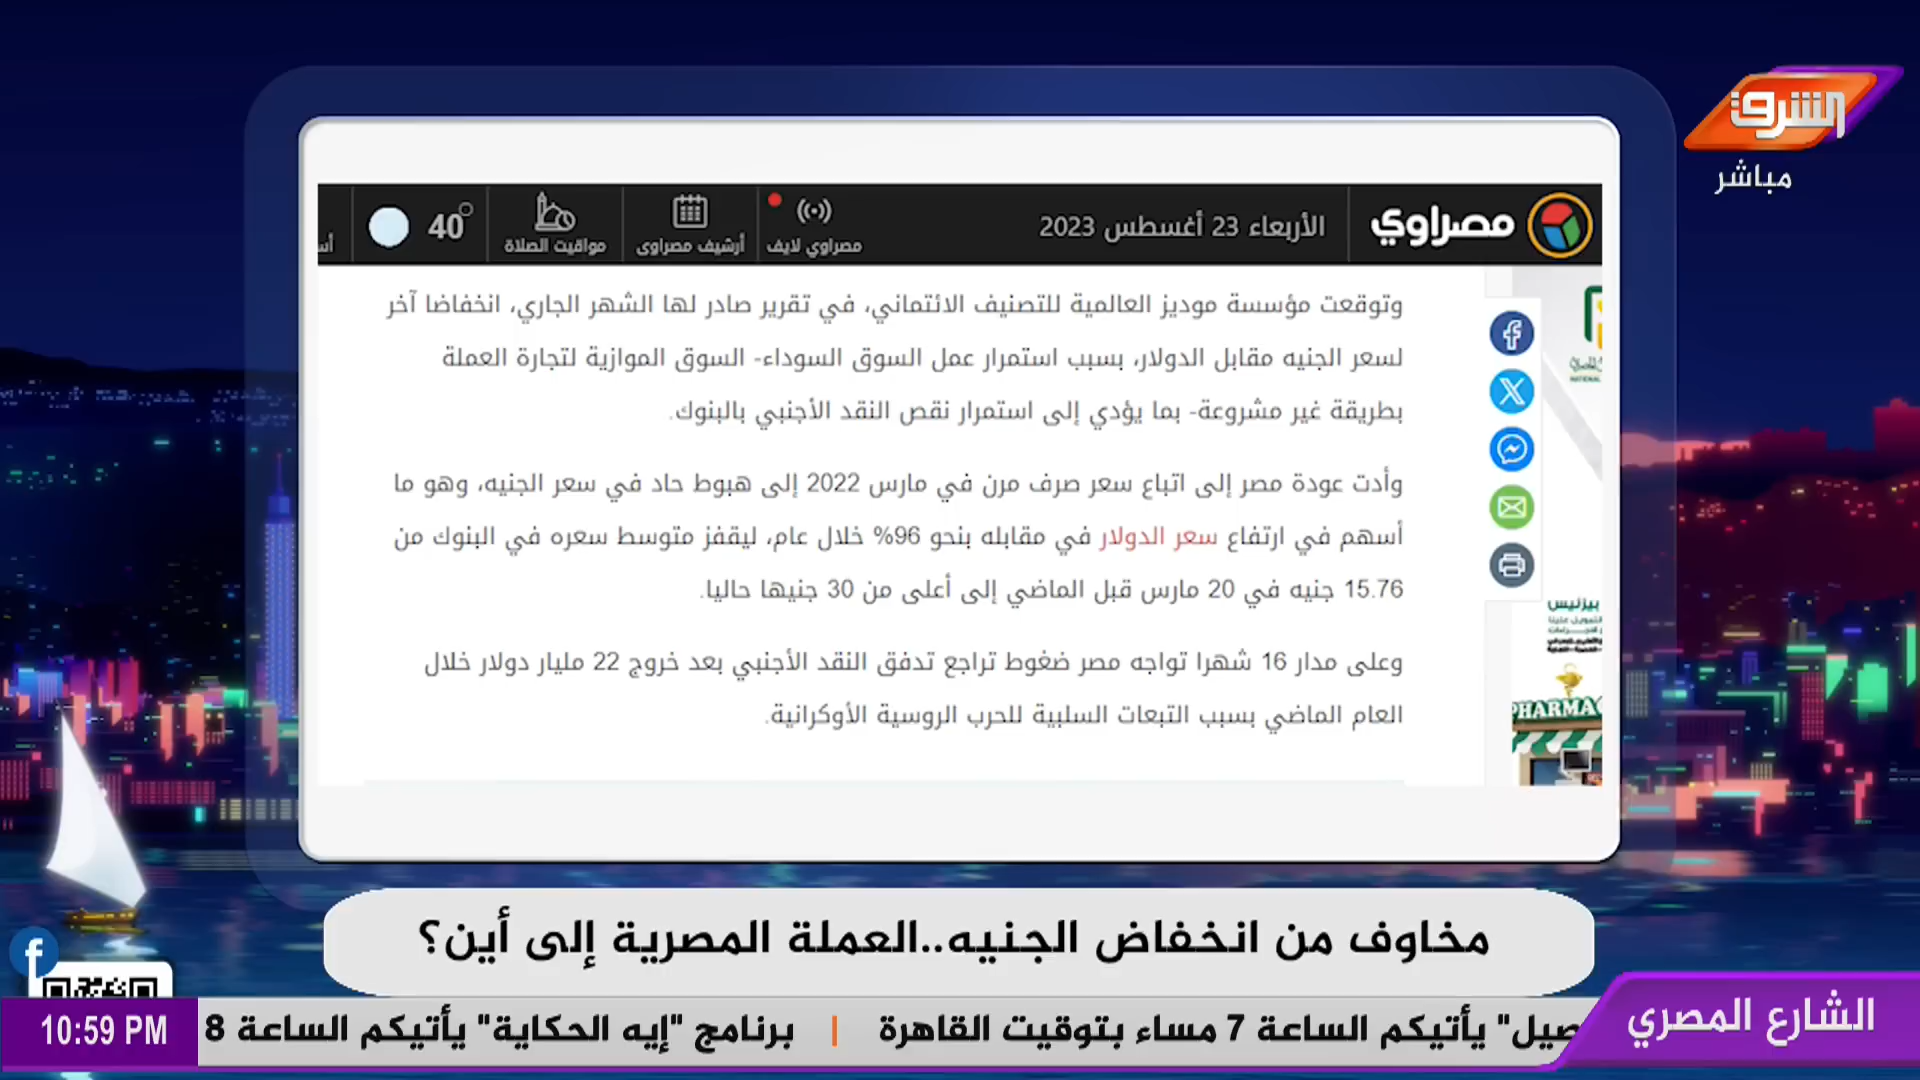 الشرق
مباشر
مصراوي
الأربعاء 23 أغسطس 2023
مصراوي لايف
أرشيف مصراوى
مواقيت الصلاة
40°
أس
وتوقعت مؤسسة موديز العالمية للتصنيف الائتماني، في تقرير صادر لها الشهر الجاري، انخفاضا آخر
لسعر الجنيه مقابل الدولار، بسبب استمرار عمل السوق السوداء- السوق الموازية لتجارة العملة
بطريقة غير مشروعة- بما يؤدي إلى استمرار نقص النقد الأجنبي بالبنوك.
وأدت عودة مصر إلى اتباع سعر صرف مرن في مارس 2022 إلى هبوط حاد في سعر الجنيه، وهو ما
أسهم في ارتفاع سعر الدولار في مقابله بنحو 96% خلال عام، ليقفز متوسط سعره في البنوك من
15.76 جنيه في 20 مارس قبل الماضي إلى أعلى من 30 جنيها حاليا.
وعلى مدار 16 شهرا تواجه مصر ضغوط تراجع تدفق النقد الأجنبي بعد خروج 22 مليار دولار خلال
العام الماضي بسبب التبعات السلبية للحرب الروسية الأوكرانية.
NATIONAL
بيزنيس
PHARMAC
مخاوف من انخفاض الجنيه..العملة المصرية إلى أين؟
الشارع المصري
صيل" يأتيكم الساعة 7 مساء بتوقيت القاهرة | برنامج "إيه الحكاية" يأتيكم الساعة 8
10:59 PM